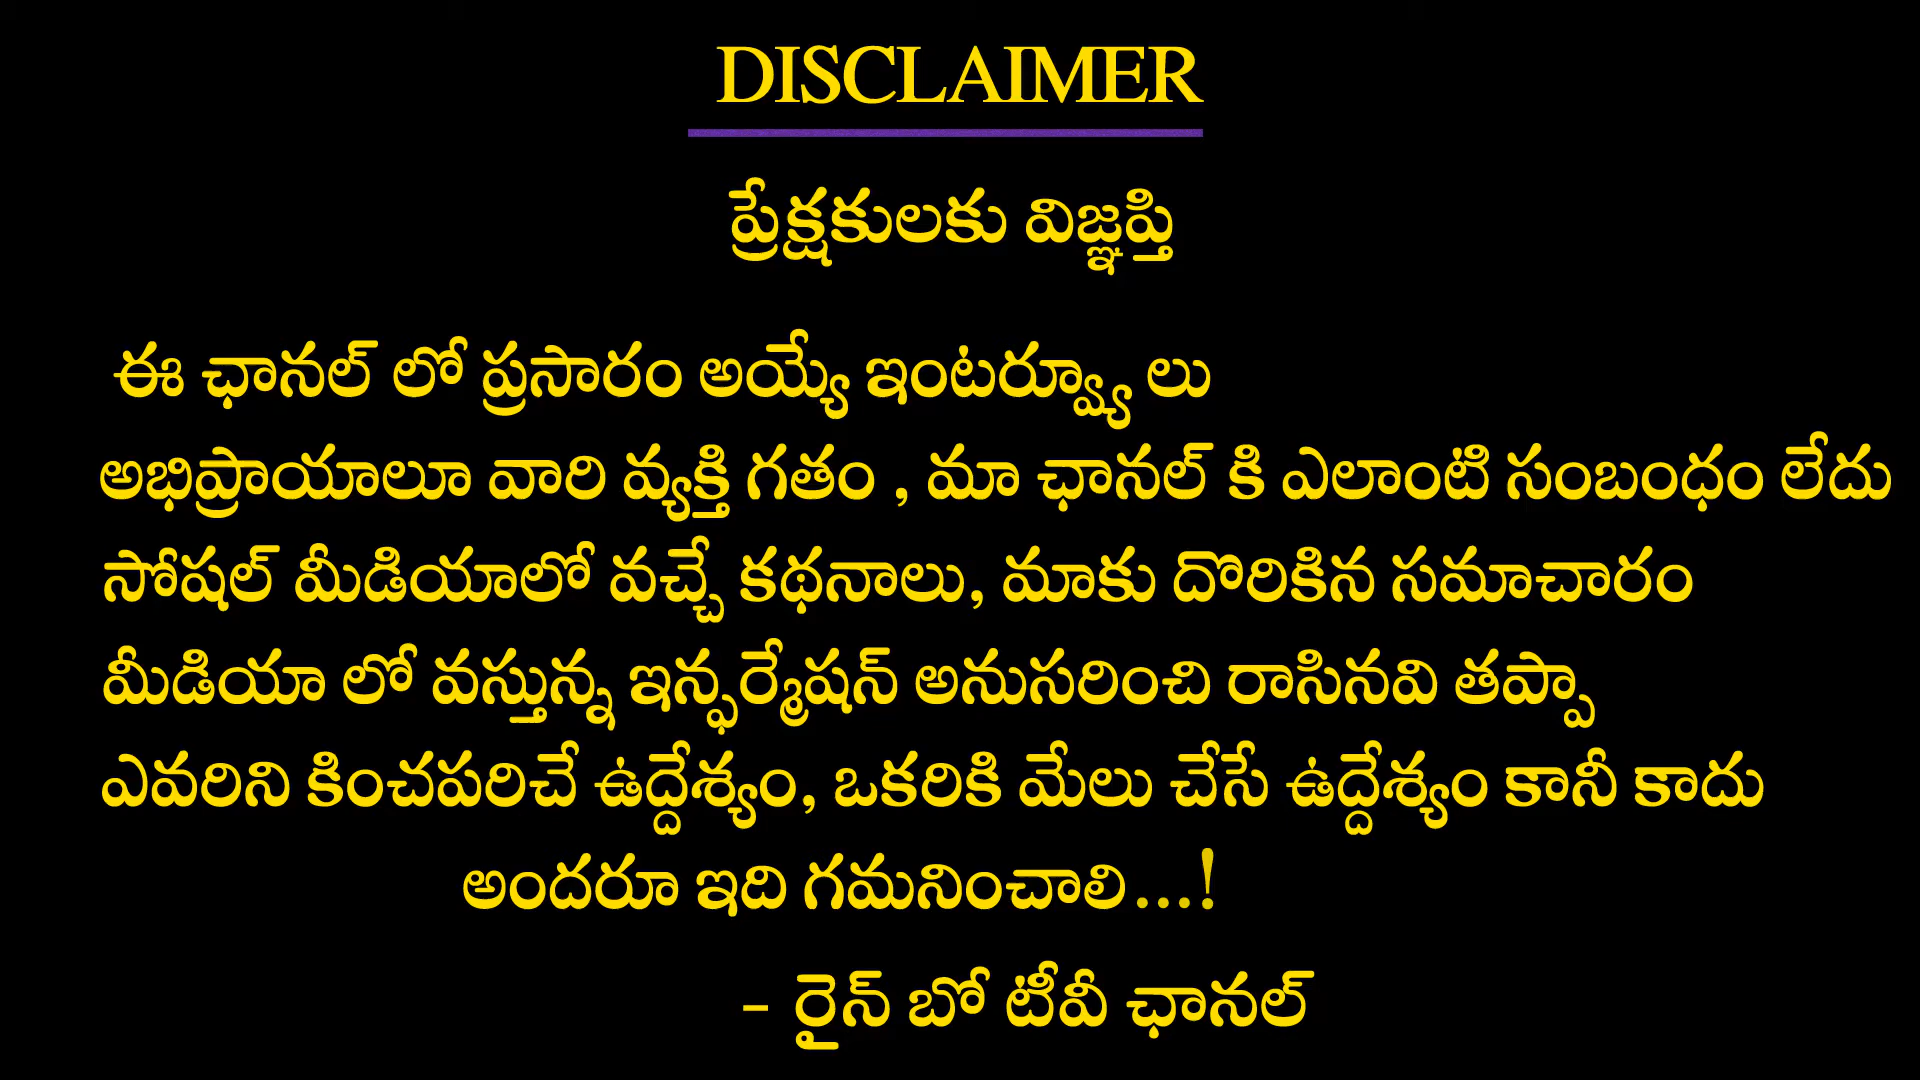 DISCLAIMER
ప్రేక్షకులకు విజ్ఞప్తి
ఈ ఛానల్ లో ప్రసారం అయ్యే ఇంటర్వ్యూ లు
అభిప్రాయాలూ వారి వ్యక్తి గతం , మా ఛానల్ కి ఎలాంటి సంబంధం లేదు
సోషల్ మీడియాలో వచ్చే కథనాలు, మాకు దొరికిన సమాచారం
మీడియా లో వస్తున్న ఇన్ఫర్మేషన్ అనుసరించి రాసినవి తప్పా
ఎవరిని కించపరిచే ఉద్దేశ్యం, ఒకరికి మేలు చేసే ఉద్దేశ్యం కానీ కాదు
అందరూ ఇది గమనించాలి...!
- రైన్ బో టీవీ ఛానల్